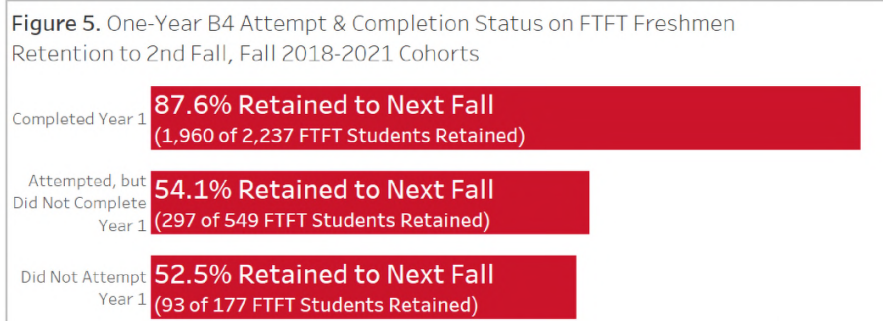 Figure 5. One-Year B4 Attempt & Completion Status on FTFT Freshmen
Retention to 2nd Fall, Fall 2018-2021 Cohorts
Completed Year 1
87.6% Retained to Next Fall
(1,960 of 2,237 FTFT Students Retained)
Attempted, but
Did Not Complete
Year 1
54.1% Retained to Next Fall
(297 of 549 FTFT Students Retained)
Did Not Attempt
Year 1
52.5% Retained to Next Fall
(93 of 177 FTFT Students Retained)